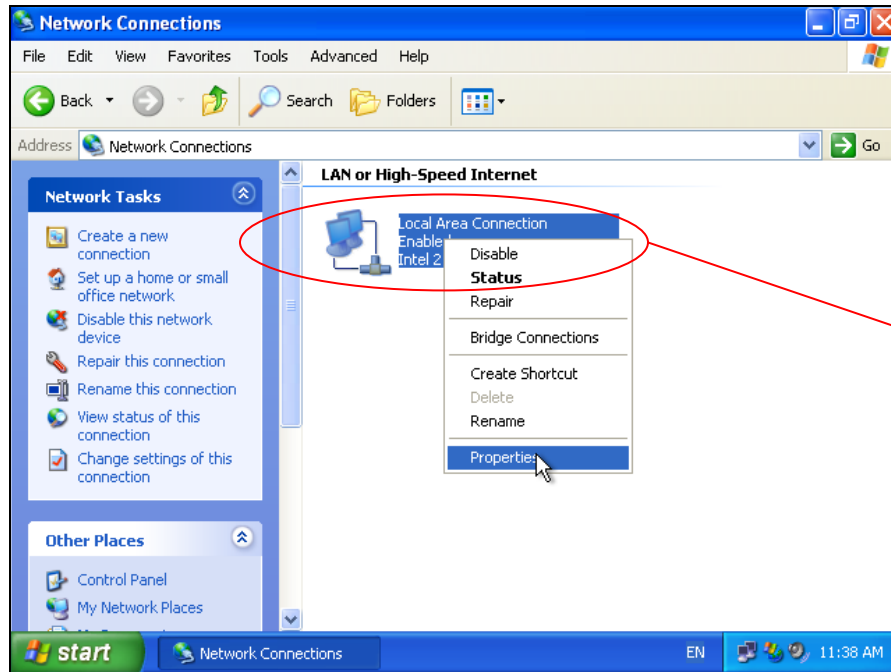 Network Connections
File Edit View Favorites Tools Advanced Help
Back Search Folders
Address Network Connections Go
Network Tasks
Create a new
connection
Set up a home or small
office network
Disable this network
device
Repair this connection
Rename this connection
View status of this
connection
Change settings of this
connection
Other Places
Control Panel
My Network Places
LAN or High-Speed Internet
Local Area Connection
Enabled
Intel 2
Disable
Status
Repair
Bridge Connections
Create Shortcut
Delete
Rename
Properties
start Network Connections EN 11:38 AM